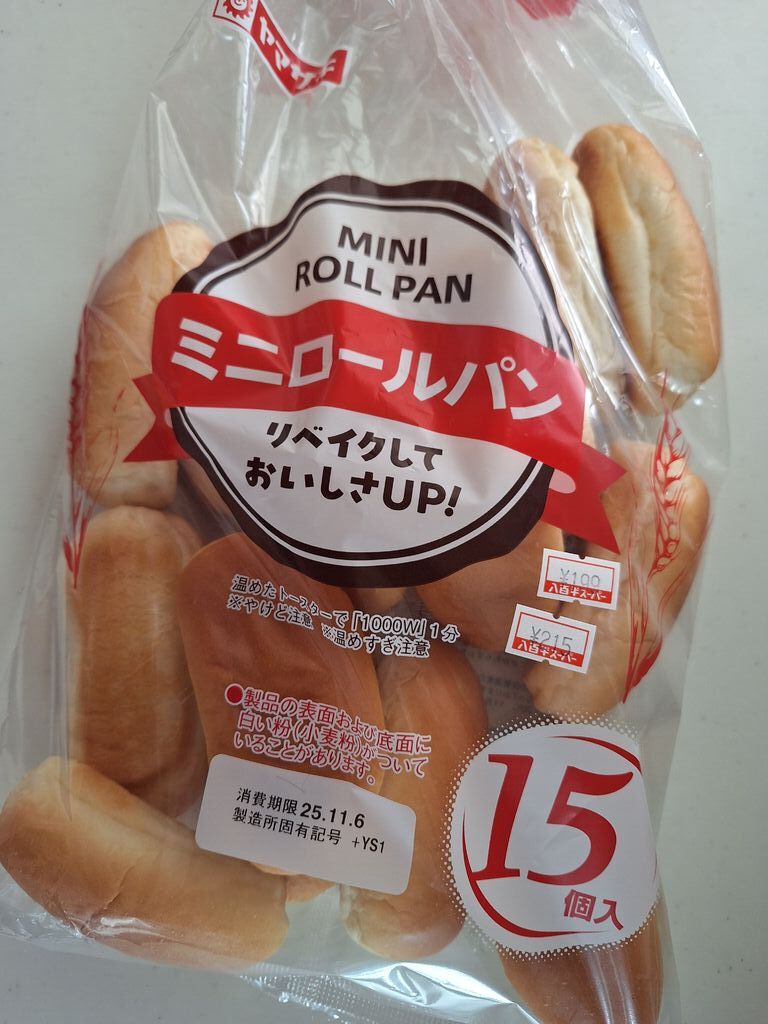 ヤマザキ
MINI
ROLL PAN
ミニロールパン
リベイクして
おいしさUP!
温めたトースターで「1000W」1分
※やけど注意 ※温めすぎ注意
¥199
八百半スーパー
¥215
八百半スーパー
●製品の表面および底面に
白い粉(小麦粉)がついて
いることがあります。
消費期限 25.11.6
製造所固有記号 +YS1
15
個入